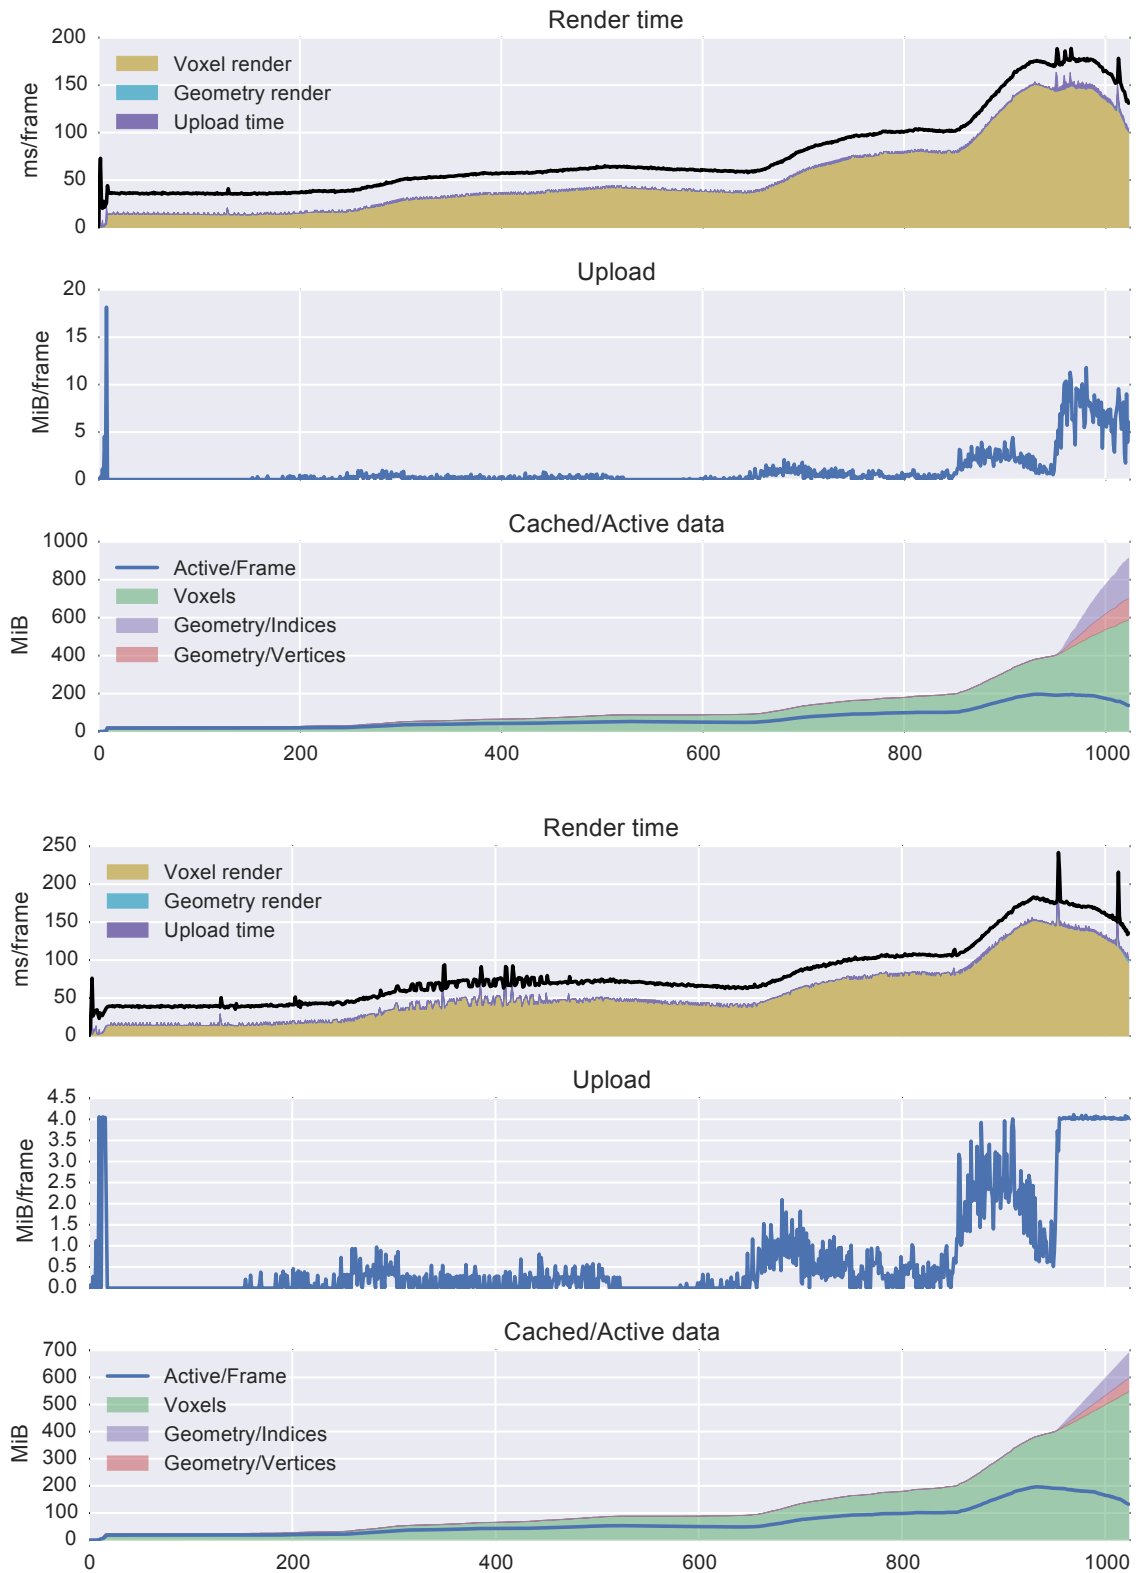 Render time
200
150
100
50
0
ms/frame
Voxel render
Geometry render
Upload time
Upload
20
15
10
5
0
MiB/frame
Cached/Active data
1000
800
600
400
200
0
MiB
Active/Frame
Voxels
Geometry/Indices
Geometry/Vertices
0 200 400 600 800 1000
Render time
250
200
150
100
50
0
ms/frame
Voxel render
Geometry render
Upload time
Upload
4.5
4.0
3.5
3.0
2.5
2.0
1.5
1.0
0.5
0.0
MiB/frame
Cached/Active data
700
600
500
400
300
200
100
0
MiB
Active/Frame
Voxels
Geometry/Indices
Geometry/Vertices
0 200 400 600 800 1000